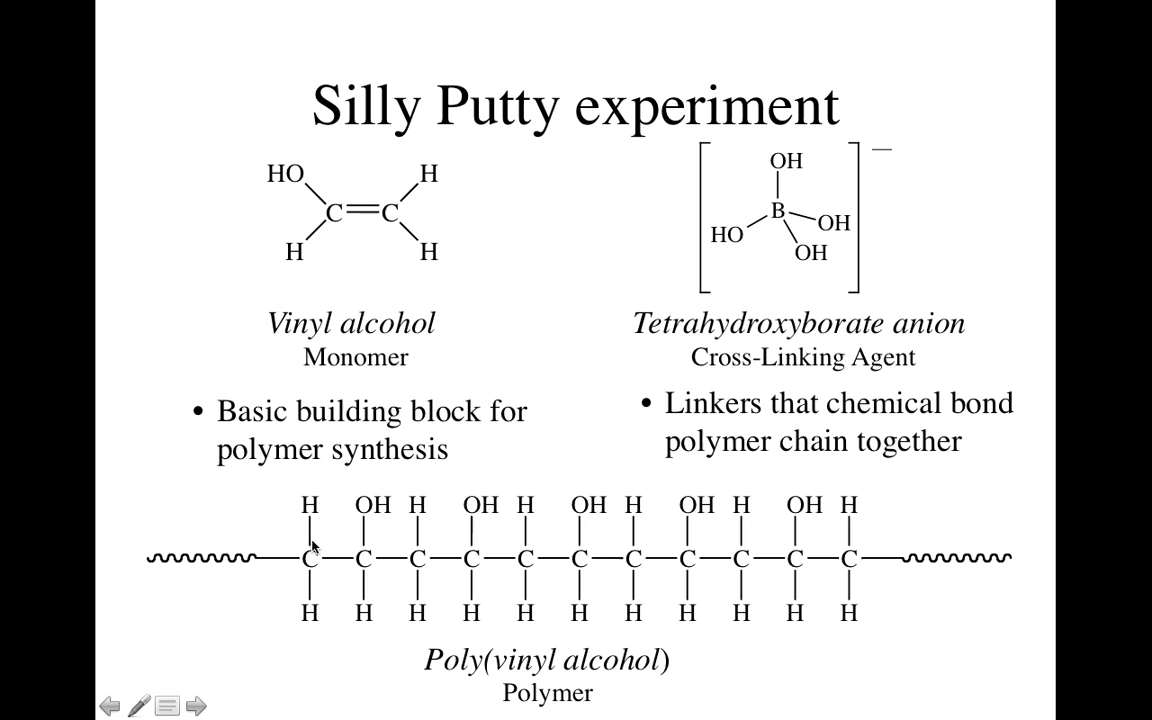 Silly Putty experiment
HO H
C C
H H
OH
B
HO OH
OH
Vinyl alcohol
Monomer
Tetrahydroxyborate anion
Cross-Linking Agent
• Basic building block for
polymer synthesis
• Linkers that chemical bond
polymer chain together
H OH H OH H OH H OH H OH H
C C C C C C C C C C C
H H H H H H H H H H H
Poly(vinyl alcohol)
Polymer